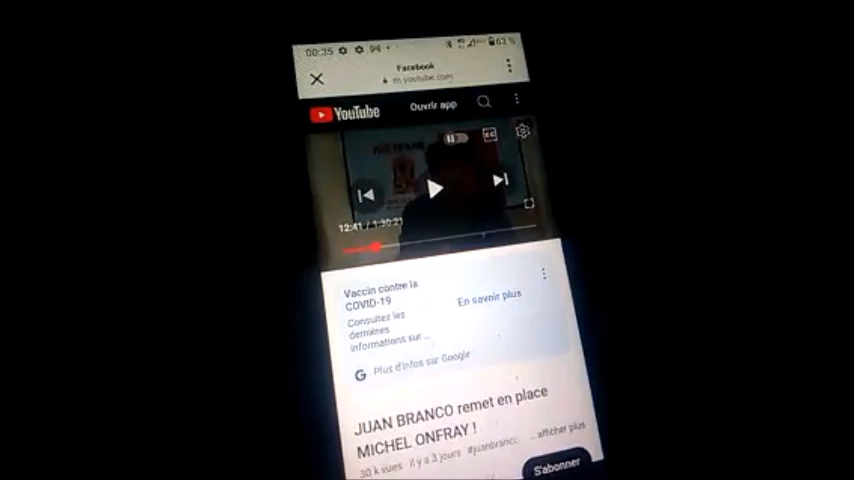 00:35
63 %
Facebook
m.youtube.com
YouTube
Ouvrir app
CC
12:41 / 1:30:21
Vaccin contre la
COVID-19
En savoir plus
Consultez les
dernières
informations sur ...
G Plus d'infos sur Google
JUAN BRANCO remet en place
MICHEL ONFRAY !
30 k vues il y a 3 jours #juanbranc... ...afficher plus
S'abonner